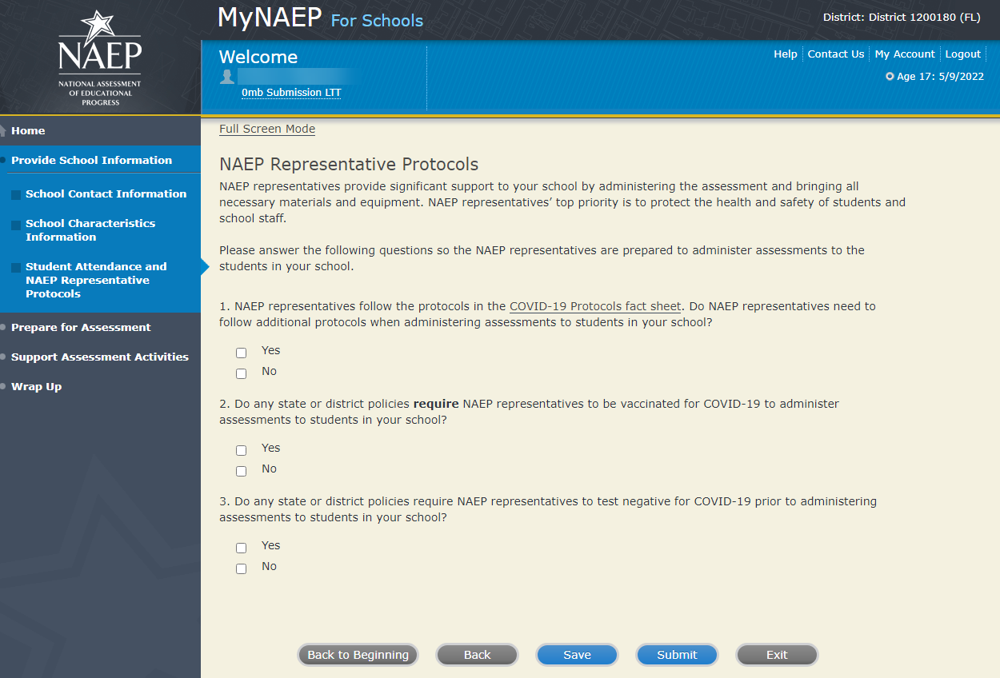 NAEP
NATIONAL ASSESSMENT
OF EDUCATIONAL
PROGRESS
MyNAEP For Schools
District: District 1200180 (FL)
Welcome
0mb Submission LTT
Help
Contact Us
My Account
Logout
Age 17: 5/9/2022
Home
Provide School Information
School Contact Information
School Characteristics
Information
Student Attendance and
NAEP Representative
Protocols
Prepare for Assessment
Support Assessment Activities
Wrap Up
Full Screen Mode
NAEP Representative Protocols
NAEP representatives provide significant support to your school by administering the assessment and bringing all
necessary materials and equipment. NAEP representatives’ top priority is to protect the health and safety of students and
school staff.
Please answer the following questions so the NAEP representatives are prepared to administer assessments to the
students in your school.
1. NAEP representatives follow the protocols in the COVID-19 Protocols fact sheet. Do NAEP representatives need to
follow additional protocols when administering assessments to students in your school?
Yes
No
2. Do any state or district policies require NAEP representatives to be vaccinated for COVID-19 to administer
assessments to students in your school?
Yes
No
3. Do any state or district policies require NAEP representatives to test negative for COVID-19 prior to administering
assessments to students in your school?
Yes
No
Back to Beginning
Back
Save
Submit
Exit